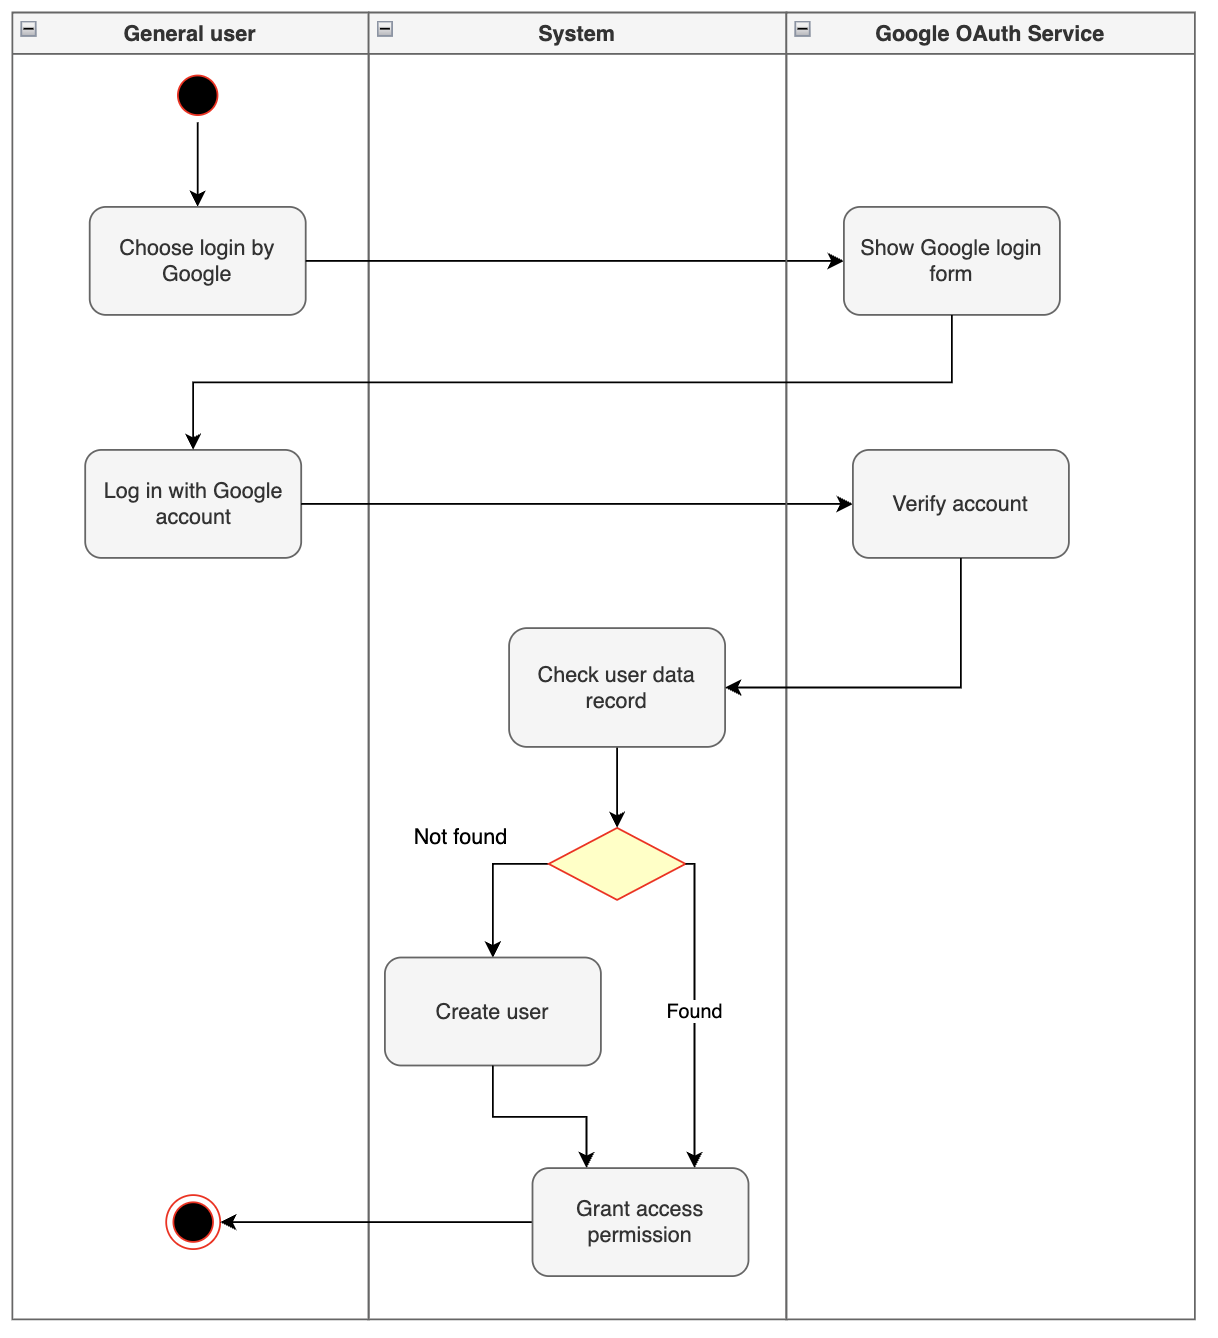 General user
System
Google OAuth Service
Choose login by
Google
Show Google login
form
Log in with Google
account
Verify account
Check user data
record
Not found
Create user
Found
Grant access
permission